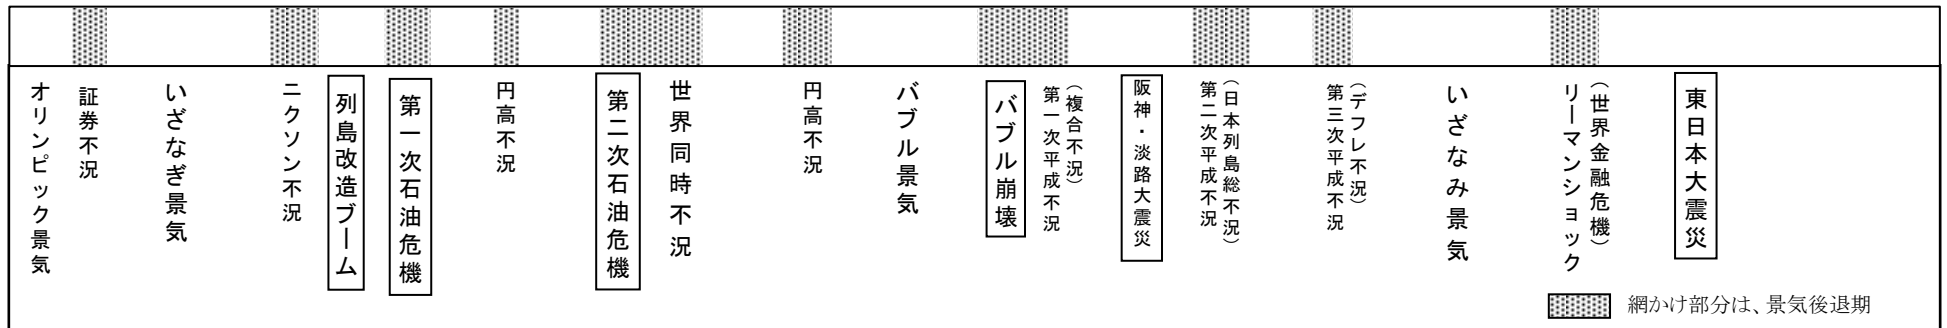 オリンピック景気
証券不況
いざなぎ景気
ニクソン不況
列島改造ブーム
第一次石油危機
円高不況
第二次石油危機
世界同時不況
円高不況
バブル景気
バブル崩壊
（複合不況）
第一次平成不況
阪神・淡路大震災
（日本列島総不況）
第二次平成不況
（デフレ不況）
第三次平成不況
いざなみ景気
（世界金融危機）
リーマンショック
東日本大震災
網かけ部分は、景気後退期